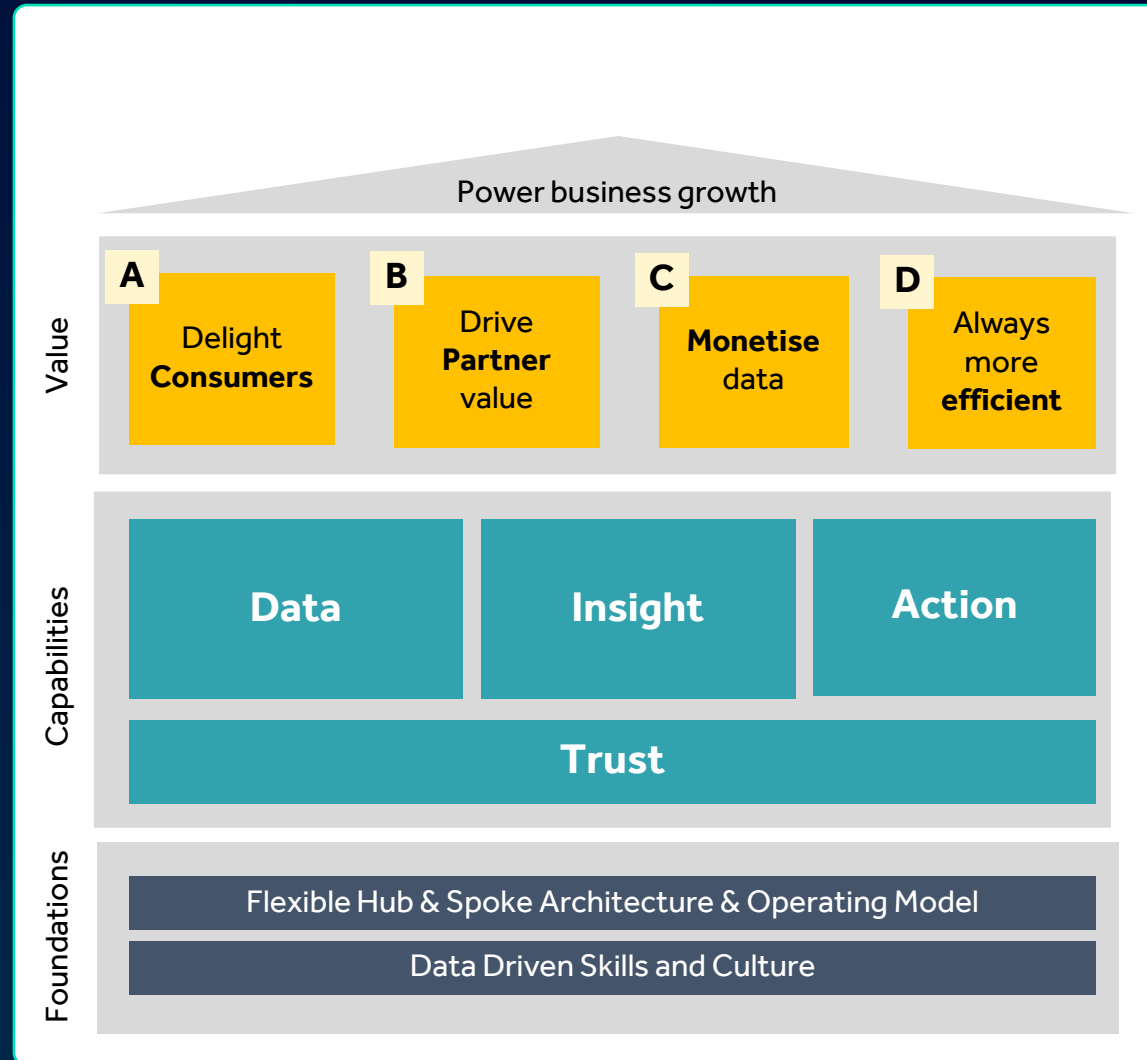 Power business growth
Value
A
Delight
Consumers
B
Drive
Partner
value
C
Monetise
data
D
Always
more
efficient
Capabilities
Data
Insight
Action
Trust
Foundations
Flexible Hub & Spoke Architecture & Operating Model
Data Driven Skills and Culture